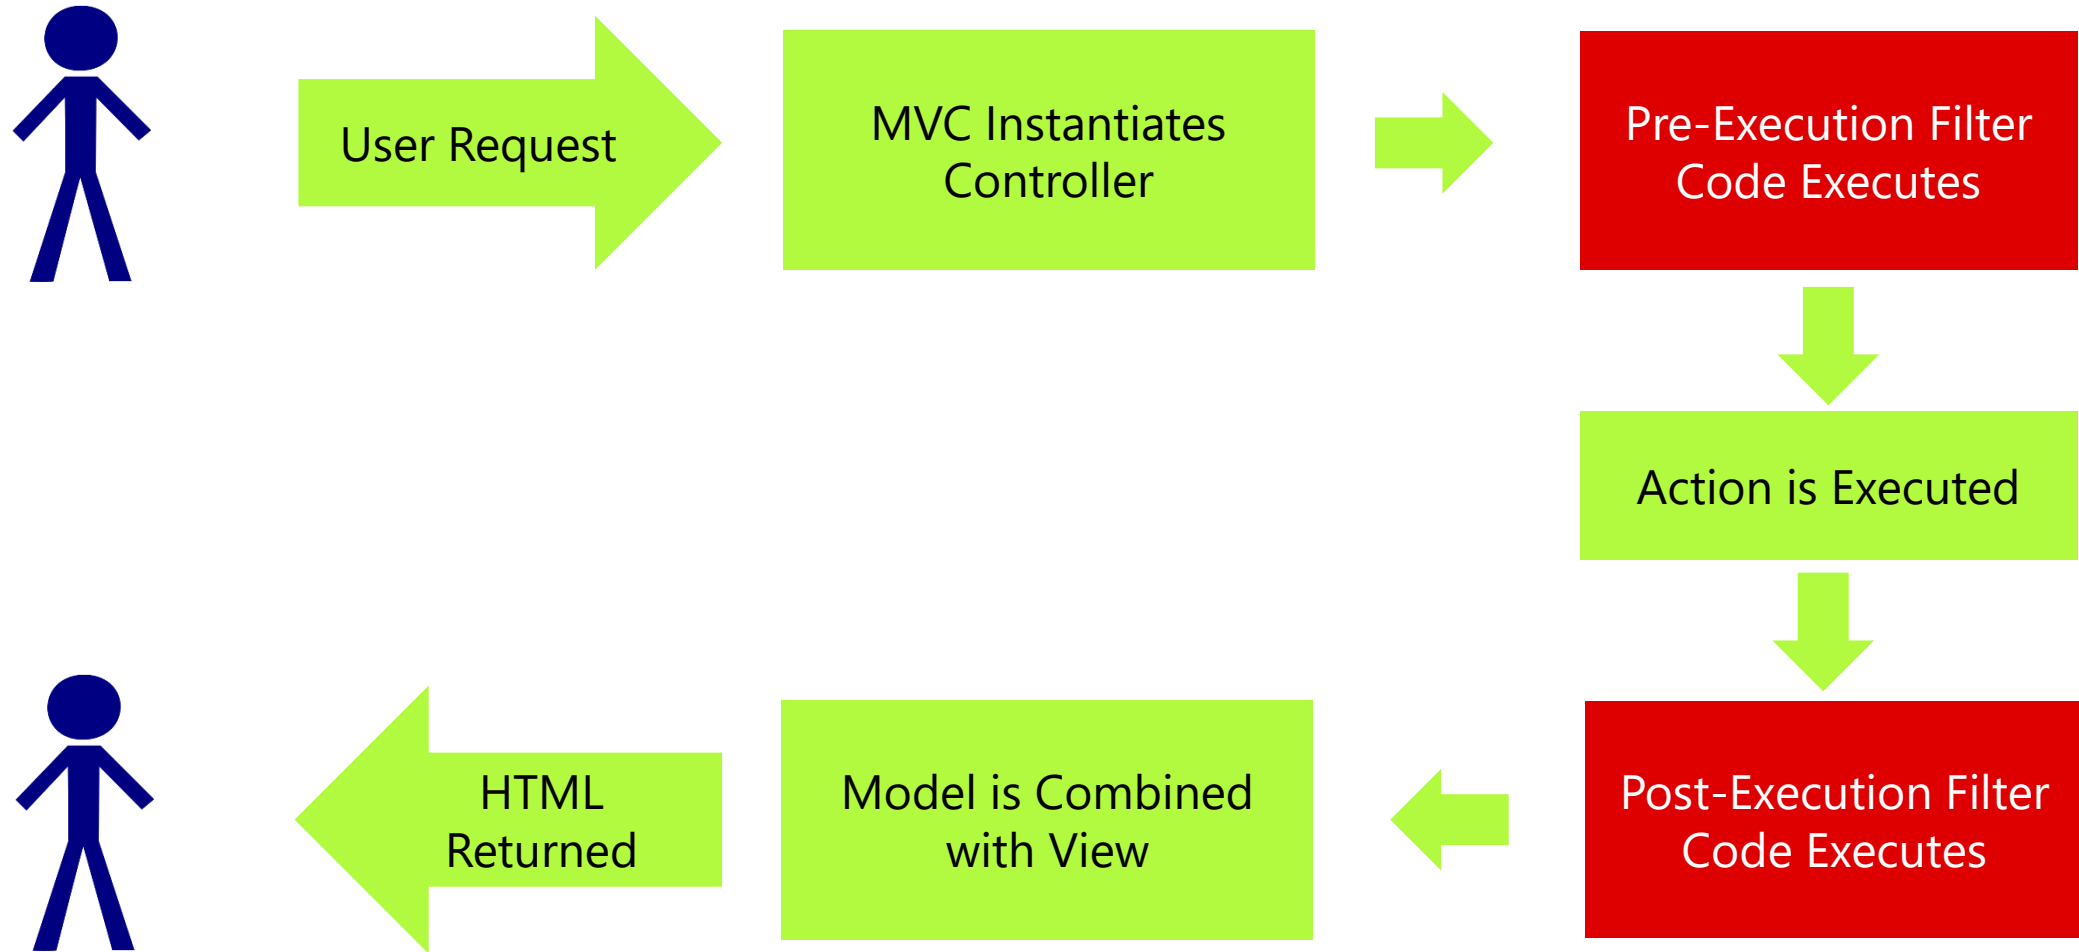 User Request
MVC Instantiates
Controller
Pre-Execution Filter
Code Executes
Action is Executed
Post-Execution Filter
Code Executes
Model is Combined
with View
HTML
Returned